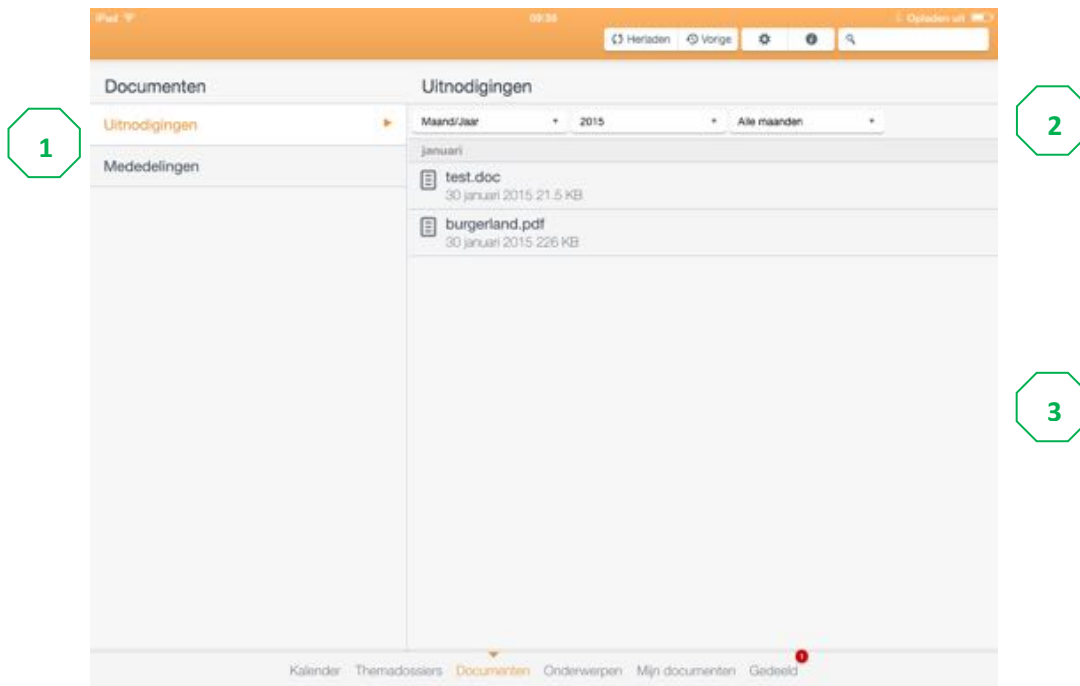 iPad 09:36 Opladen uit
Herladen Vorige
Documenten
Uitnodigingen
Mededelingen
Uitnodigingen
Maand/Jaar 2015 Alle maanden
januari
test.doc
30 januari 2015 21.5 KB
burgerland.pdf
30 januari 2015 226 KB
Kalender Themadossiers Documenten Onderwerpen Mijn documenten Gedeeld 1
1
2
3